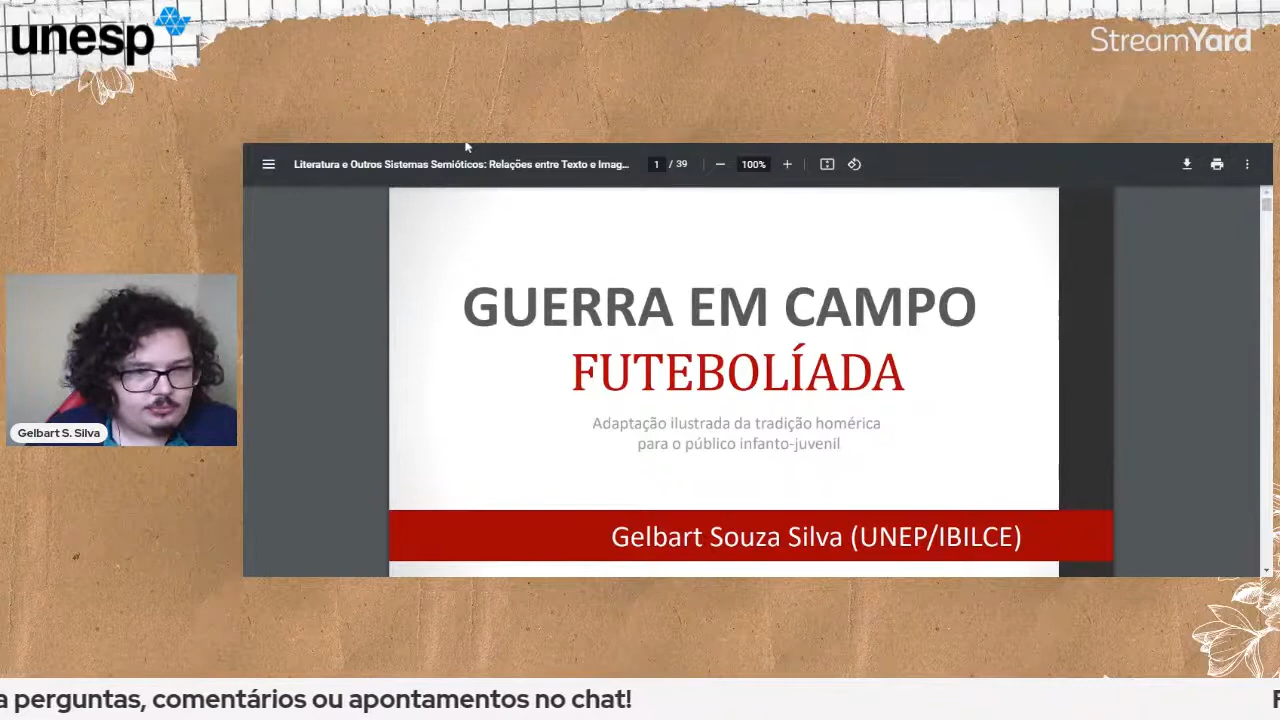 unesp
StreamYard
Literatura e Outros Sistemas Semióticos: Relações entre Texto e Imag...
1 / 39
100%
GUERRA EM CAMPO
FUTEBOLÍADA
Adaptação ilustrada da tradição homérica
para o público infanto-juvenil
Gelbart Souza Silva (UNEP/IBILCE)
Gelbart S. Silva
a perguntas, comentários ou apontamentos no chat!
F